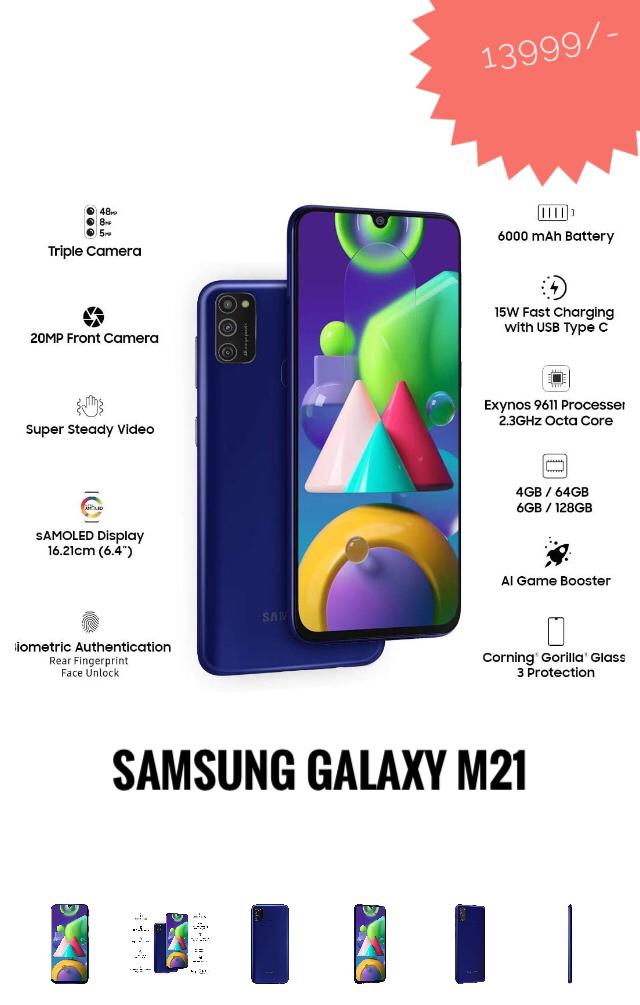 13999/-
48MP
8MP
5MP
Triple Camera
20MP Front Camera
Super Steady Video
sAMOLED Display
16.21cm (6.4")
iometric Authentication
Rear Fingerprint
Face Unlock
6000 mAh Battery
15W Fast Charging
with USB Type C
Exynos 9611 Processer
2.3GHz Octa Core
4GB / 64GB
6GB / 128GB
AI Game Booster
Corning® Gorilla® Glass
3 Protection
SAM
SAMSUNG GALAXY M21